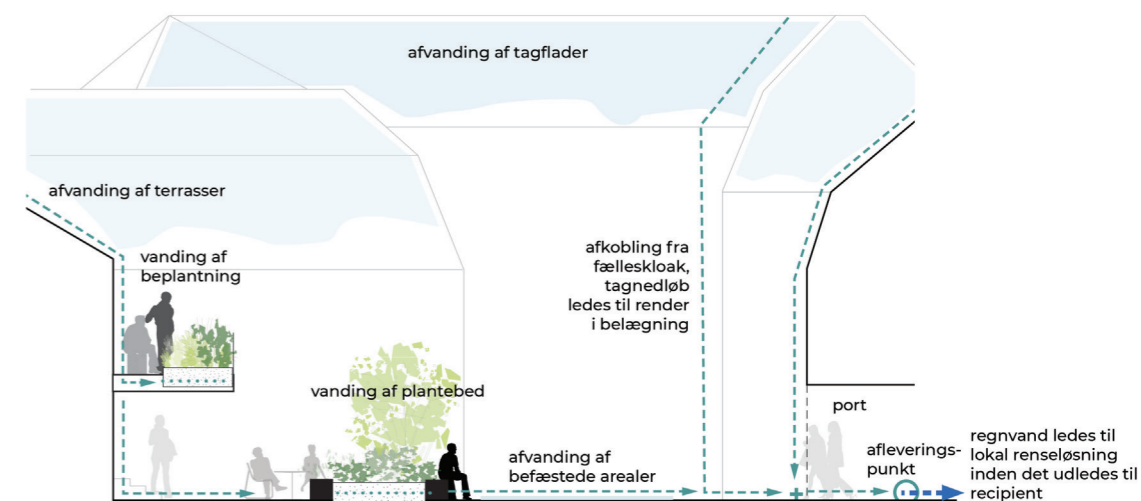 afvanding af tagflader
afvanding af terrasser
vanding af
beplantning
afkobling fra
fælleskloak,
tagnedløb
ledes til render
i belægning
vanding af plantebed
port
afvanding af
befæstede arealer
afleverings-
punkt
regnvand ledes til
lokal renseløsning
inden det udledes til
recipient